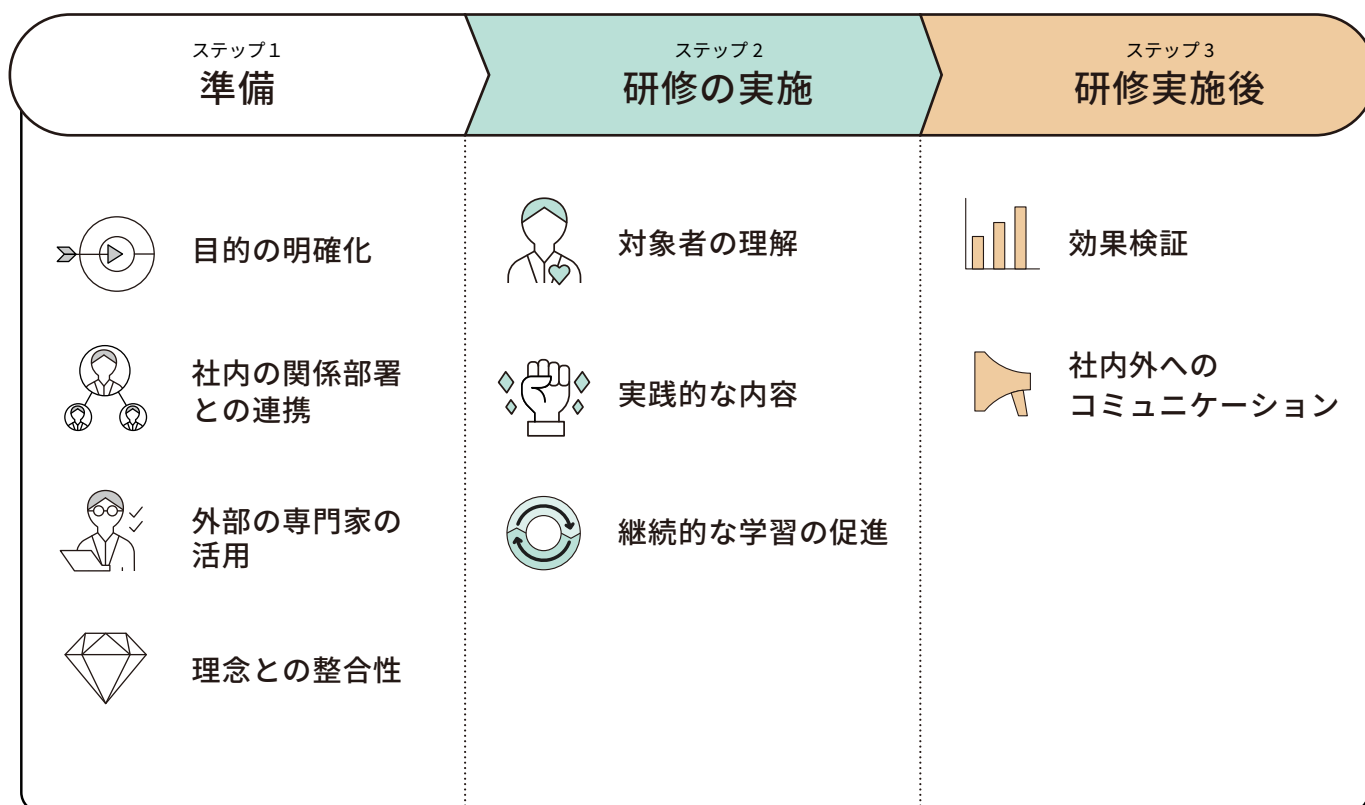 ステップ 1
準備
ステップ 2
研修の実施
ステップ 3
研修実施後
目的の明確化
社内の関係部署
との連携
外部の専門家の
活用
理念との整合性
対象者の理解
実践的な内容
継続的な学習の促進
効果検証
社内外への
コミュニケーション